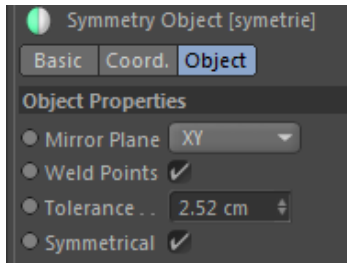 Symmetry Object [symetrie]
Basic Coord. Object
Object Properties
Mirror Plane XY
Weld Points
Tolerance . . 2.52 cm
Symmetrical